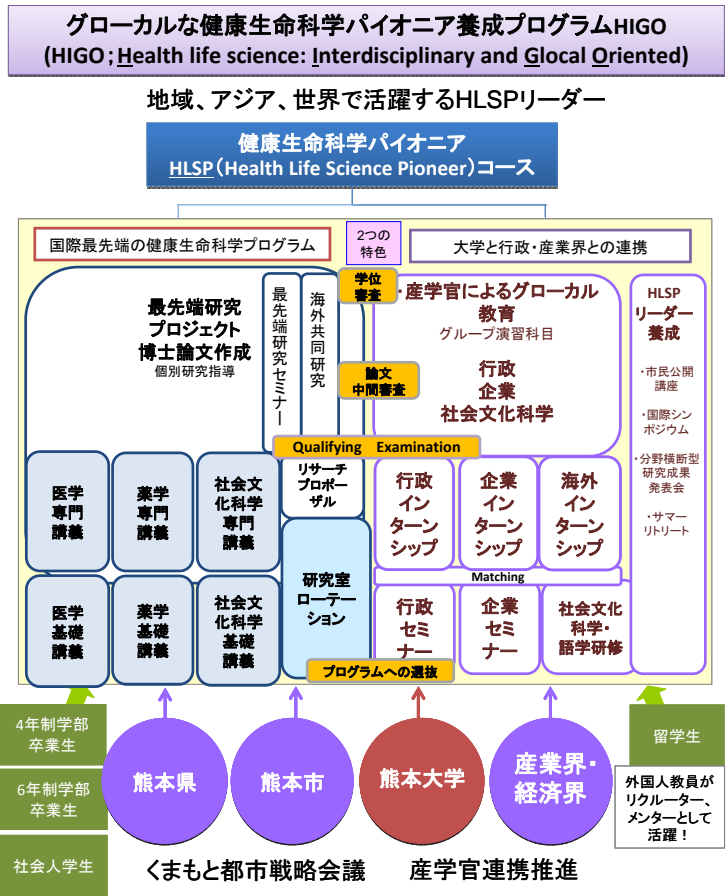 グローカルな健康生命科学パイオニア養成プログラムHIGO
(HIGO；Health life science: Interdisciplinary and Glocal Oriented)
地域、アジア、世界で活躍するHLSPリーダー
健康生命科学パイオニア
HLSP（Health Life Science Pioneer）コース
国際最先端の健康生命科学プログラム
2つの
特色
大学と行政・産業界との連携
最先端研究
プロジェクト
博士論文作成
個別研究指導
最先端研究セミナー
海外共同研究
学位
審査
論文
中間審査
・産学官によるグローカル
教育
グループ演習科目
行政
企業
社会文化科学
HLSP
リーダー
養成
・市民公開
講座
・国際シン
ポジウム
・分野横断型
研究成果
発表会
・サマー
リトリート
Qualifying Examination
医学
専門
講義
薬学
専門
講義
社会文
化科学
専門
講義
リサーチ
プロポー
ザル
行政
イン
ターン
シップ
企業
イン
ターン
シップ
海外
イン
ターン
シップ
Matching
医学
基礎
講義
薬学
基礎
講義
社会文
化科学
基礎
講義
研究室
ローテー
ション
行政
セミ
ナー
企業
セミ
ナー
社会文化
科学・
語学研修
プログラムへの選抜
4年制学部
卒業生
6年制学部
卒業生
社会人学生
熊本県
熊本市
熊本大学
産業界・
経済界
留学生
外国人教員が
リクルーター、
メンターとして
活躍！
くまもと都市戦略会議
産学官連携推進